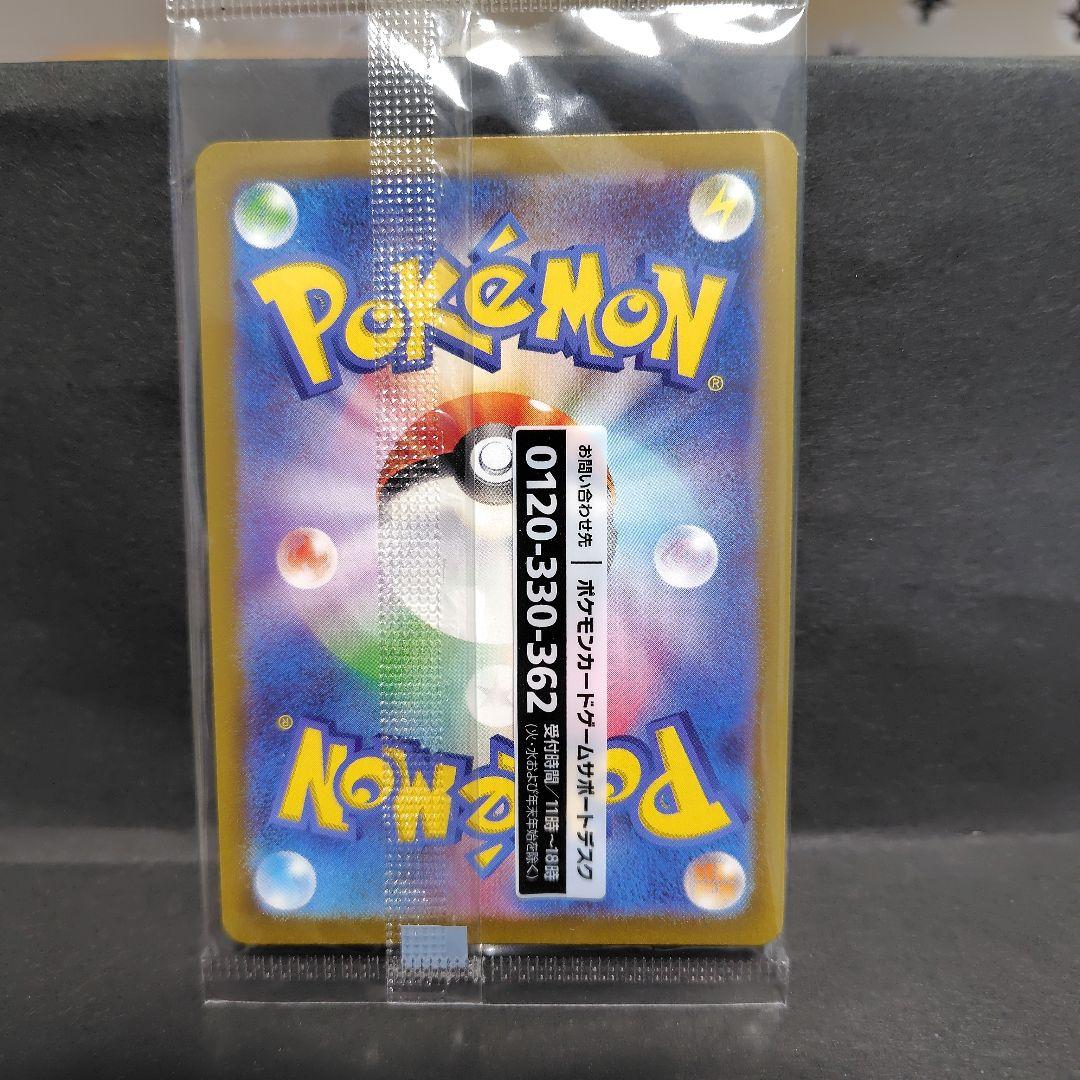 POKéMON
®
お問い合わせ先 | ポケモンカードゲームサポートデスク
0120-330-362 受付時間/11時~18時
(火・水および年末年始を除く)
POKéMON
®